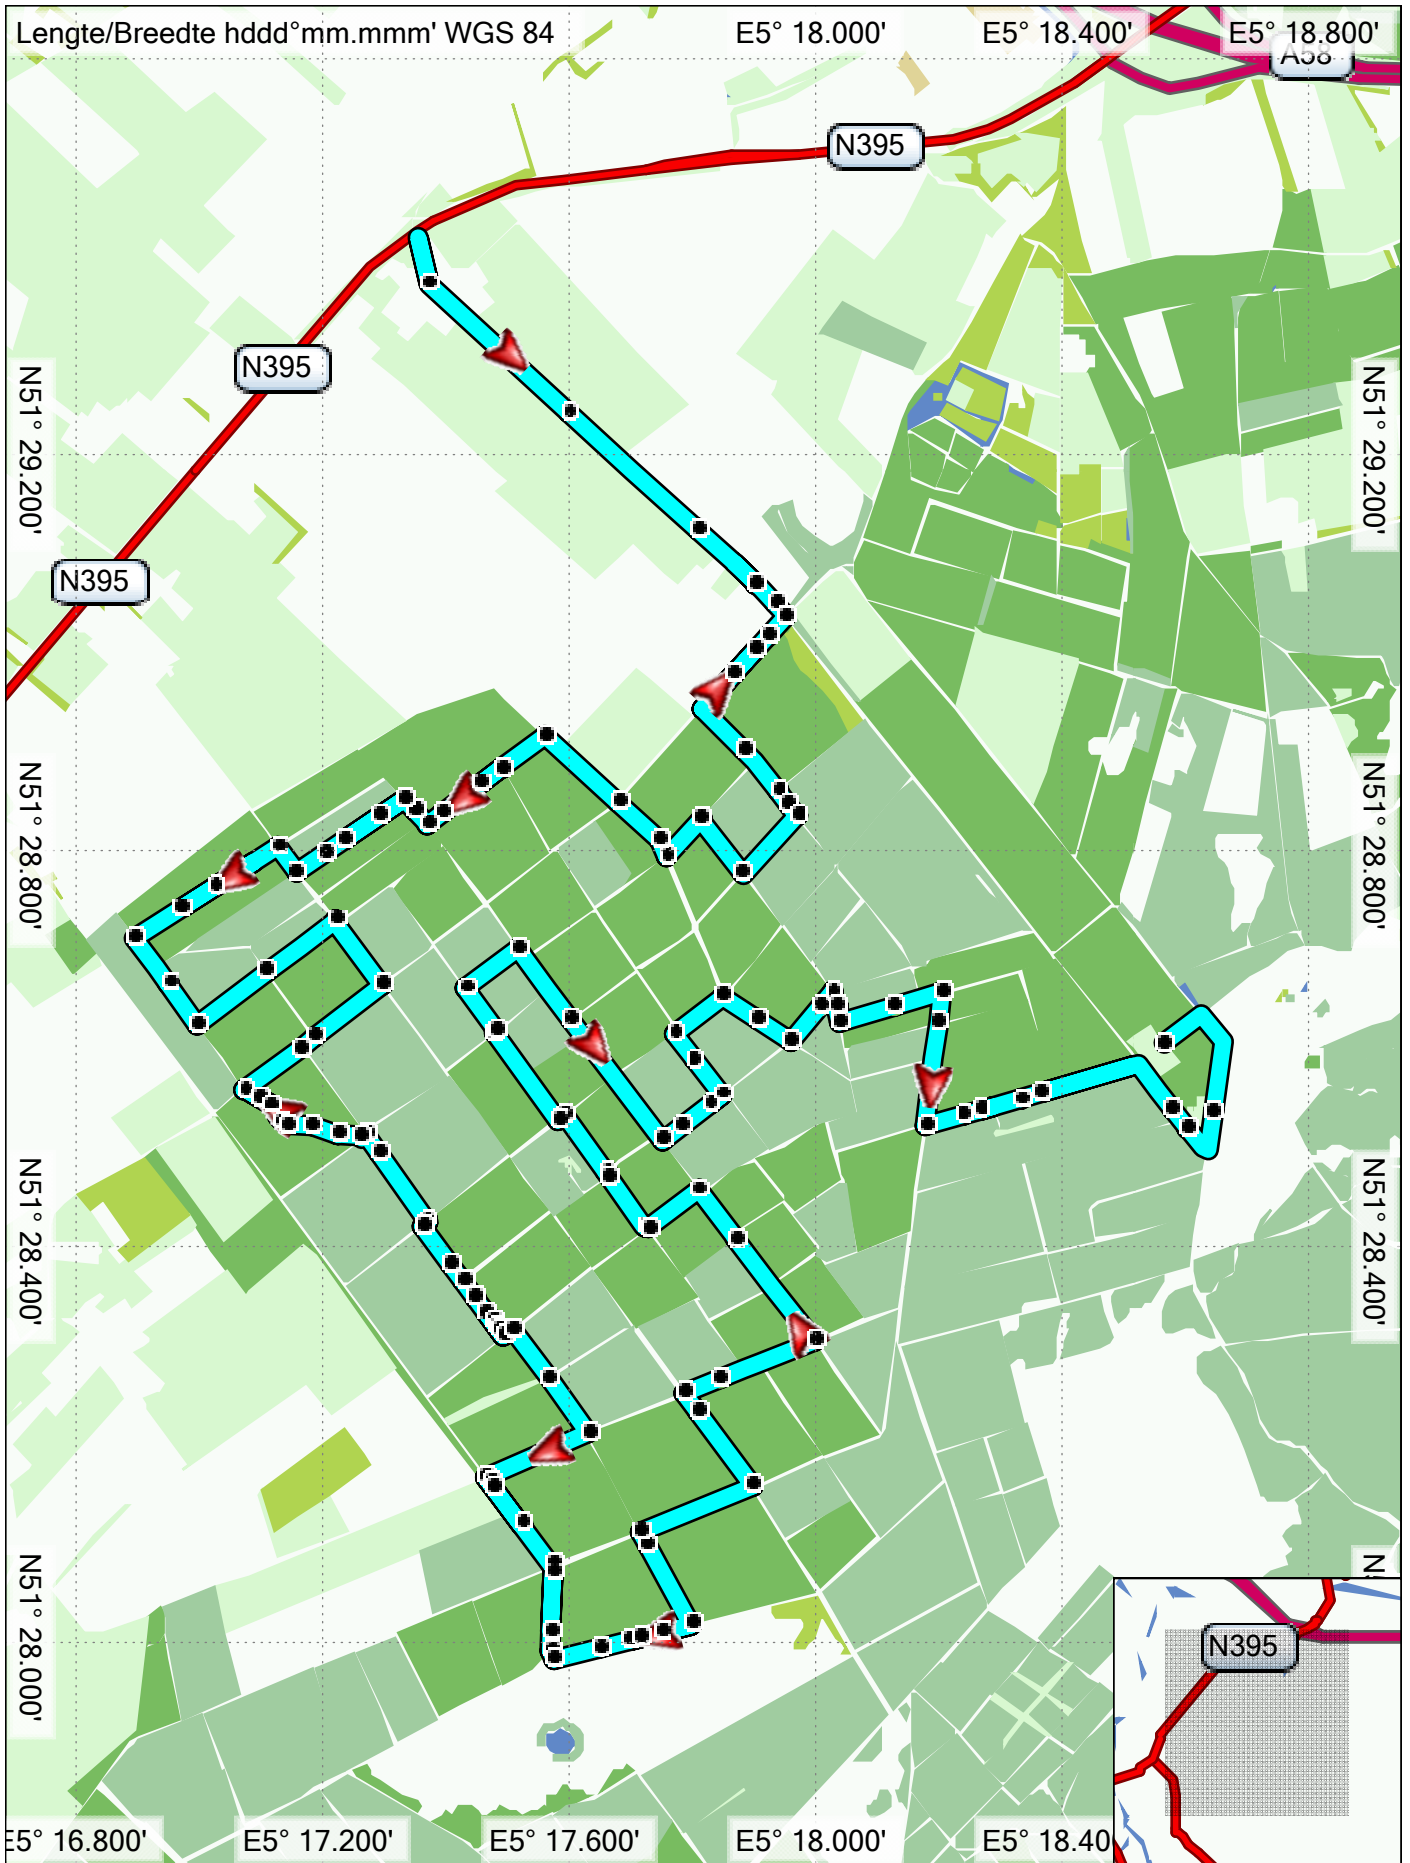 Lengte/Breedte hddd°mm.mmm' WGS 84
E5° 18.000'
E5° 18.400'
E5° 18.800'
A58
N395
N395
N51° 29.200'
N51° 29.200'
N395
N51° 28.800'
N51° 28.800'
N51° 28.400'
N51° 28.400'
N51° 28.000'
N395
E5° 16.800'
E5° 17.200'
E5° 17.600'
E5° 18.000'
E5° 18.40